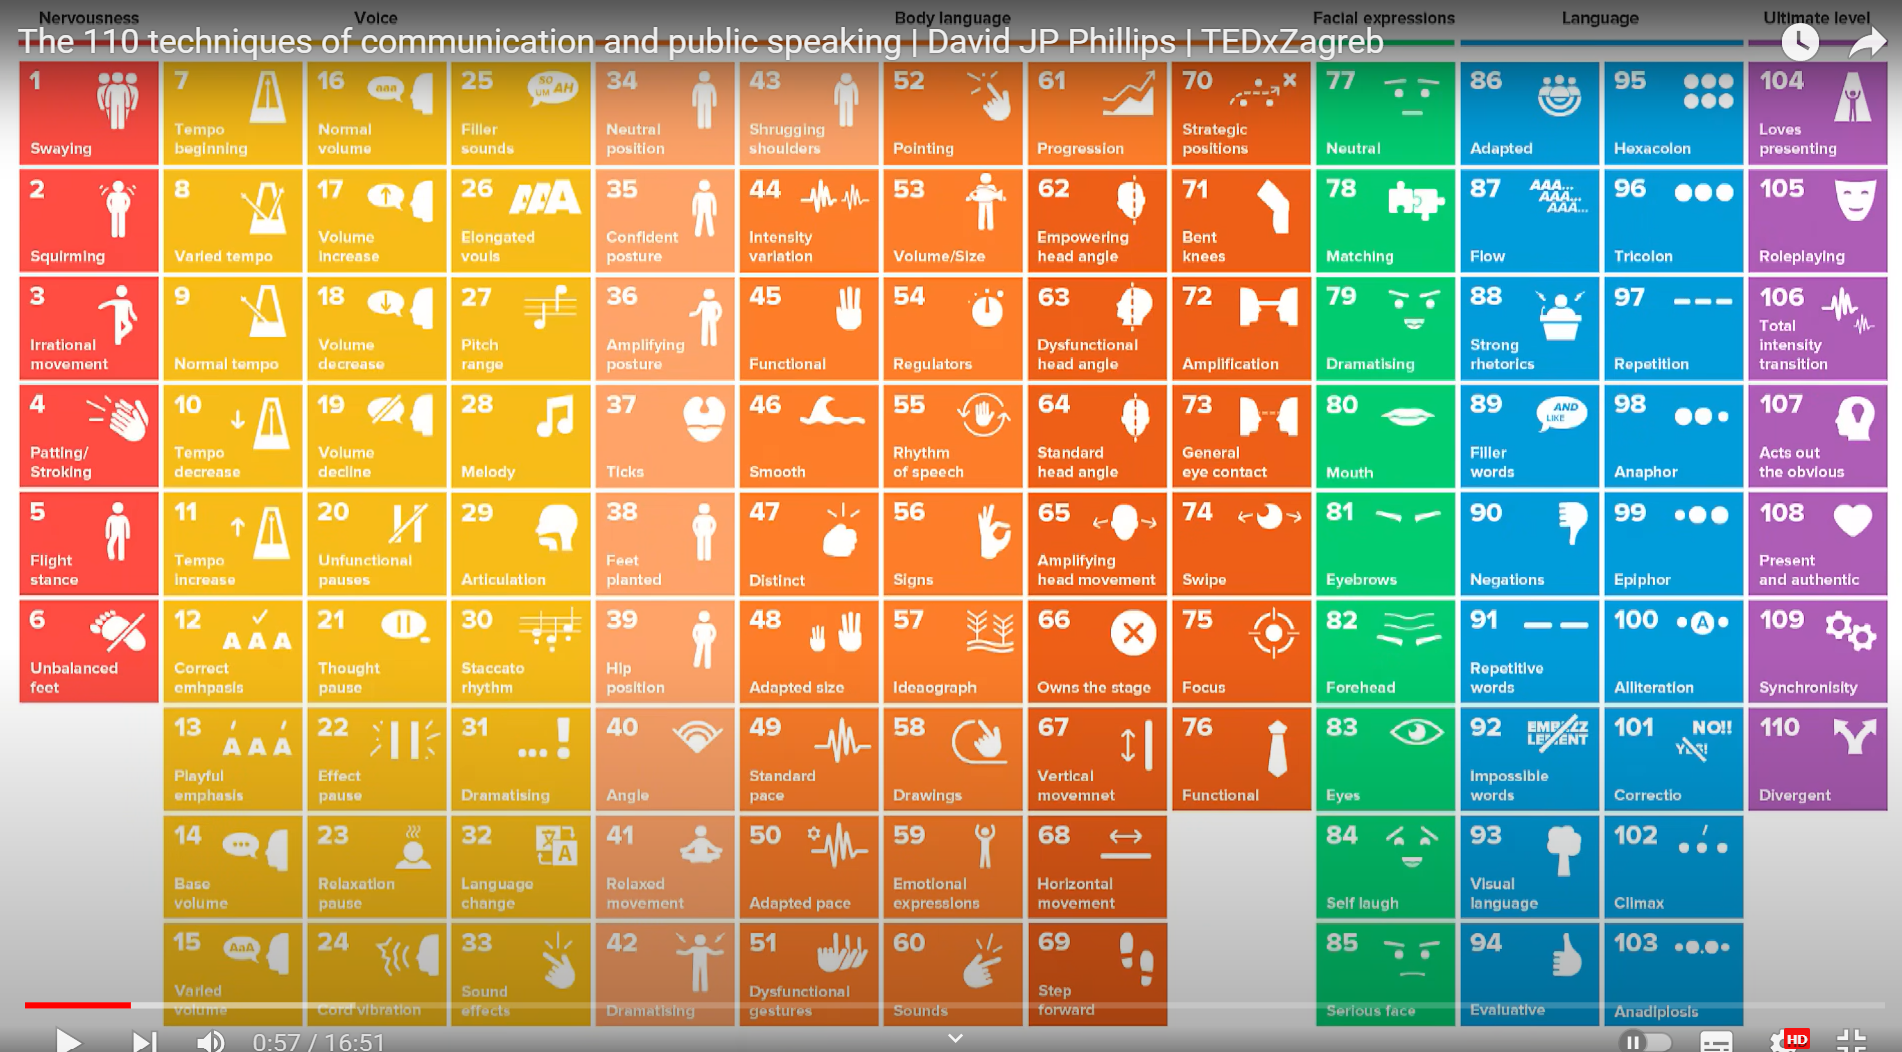 Nervousness Voice Body language Facial expressions Language Ultimate level
The 110 techniques of communication and public speaking | David JP Phillips | TEDxZagreb
1
Swaying
2
Squirming
3
Irrational
movement
4
Patting/
Stroking
5
Flight
stance
6
Unbalanced
feet
7
Tempo
beginning
8
Varied tempo
9
Normal tempo
10
Tempo
decrease
11
Tempo
increase
12
A A A
Correct
emhpasis
13
A A A
Playful
emphasis
14
Base
volume
15
AaA
Varied
volume
16
aaa
Normal
volume
17
Volume
increase
18
Volume
decrease
19
Volume
decline
20
Unfunctional
pauses
21
Thought
pause
22
Effect
pause
23
Relaxation
pause
24
Cord vibration
25
SO
UM AH
Filler
sounds
26
AAA
Elongated
vouls
27
Pitch
range
28
Melody
29
Articulation
30
Staccato
rhythm
31
...!
Dramatising
32
A
Language
change
33
Sound
effects
34
Neutral
position
35
Confident
posture
36
Amplifying
posture
37
Ticks
38
Feet
planted
39
Hip
position
40
Angle
41
Relaxed
movement
42
Dramatising
43
Shrugging
shoulders
44
Intensity
variation
45
Functional
46
Smooth
47
Distinct
48
Adapted size
49
Standard
pace
50
Adapted pace
51
Dysfunctional
gestures
52
Pointing
53
Volume/Size
54
Regulators
55
Rhythm
of speech
56
Signs
57
Ideaograph
58
Drawings
59
Emotional
expressions
60
Sounds
61
Progression
62
Empowering
head angle
63
Dysfunctional
head angle
64
Standard
head angle
65
Amplifying
head movement
66
Owns the stage
67
Vertical
movemnet
68
Horizontal
movement
69
Step
forward
70
Strategic
positions
71
Bent
knees
72
Amplification
73
General
eye contact
74
Swipe
75
Focus
76
Functional
77
Neutral
78
Matching
79
Dramatising
80
Mouth
81
Eyebrows
82
Forehead
83
Eyes
84
Self laugh
85
Serious face
86
Adapted
87
AAA...
AAA...
AAA...
Flow
88
Strong
rhetorics
89
AND
LIKE
Filler
words
90
Negations
91
Repetitive
words
92
EMBEZZ
LEMENT
Impossible
words
93
Visual
language
94
Evaluative
95
Hexacolon
96
Tricolon
97
Repetition
98
Anaphor
99
Epiphor
100
A
Alliteration
101
NO!!
YES!
Correctio
102
Climax
103
Anadiplosis
104
Loves
presenting
105
Roleplaying
106
Total
intensity
transition
107
Acts out
the obvious
108
Present
and authentic
109
Synchronisity
110
Divergent
0:57 / 16:51
HD